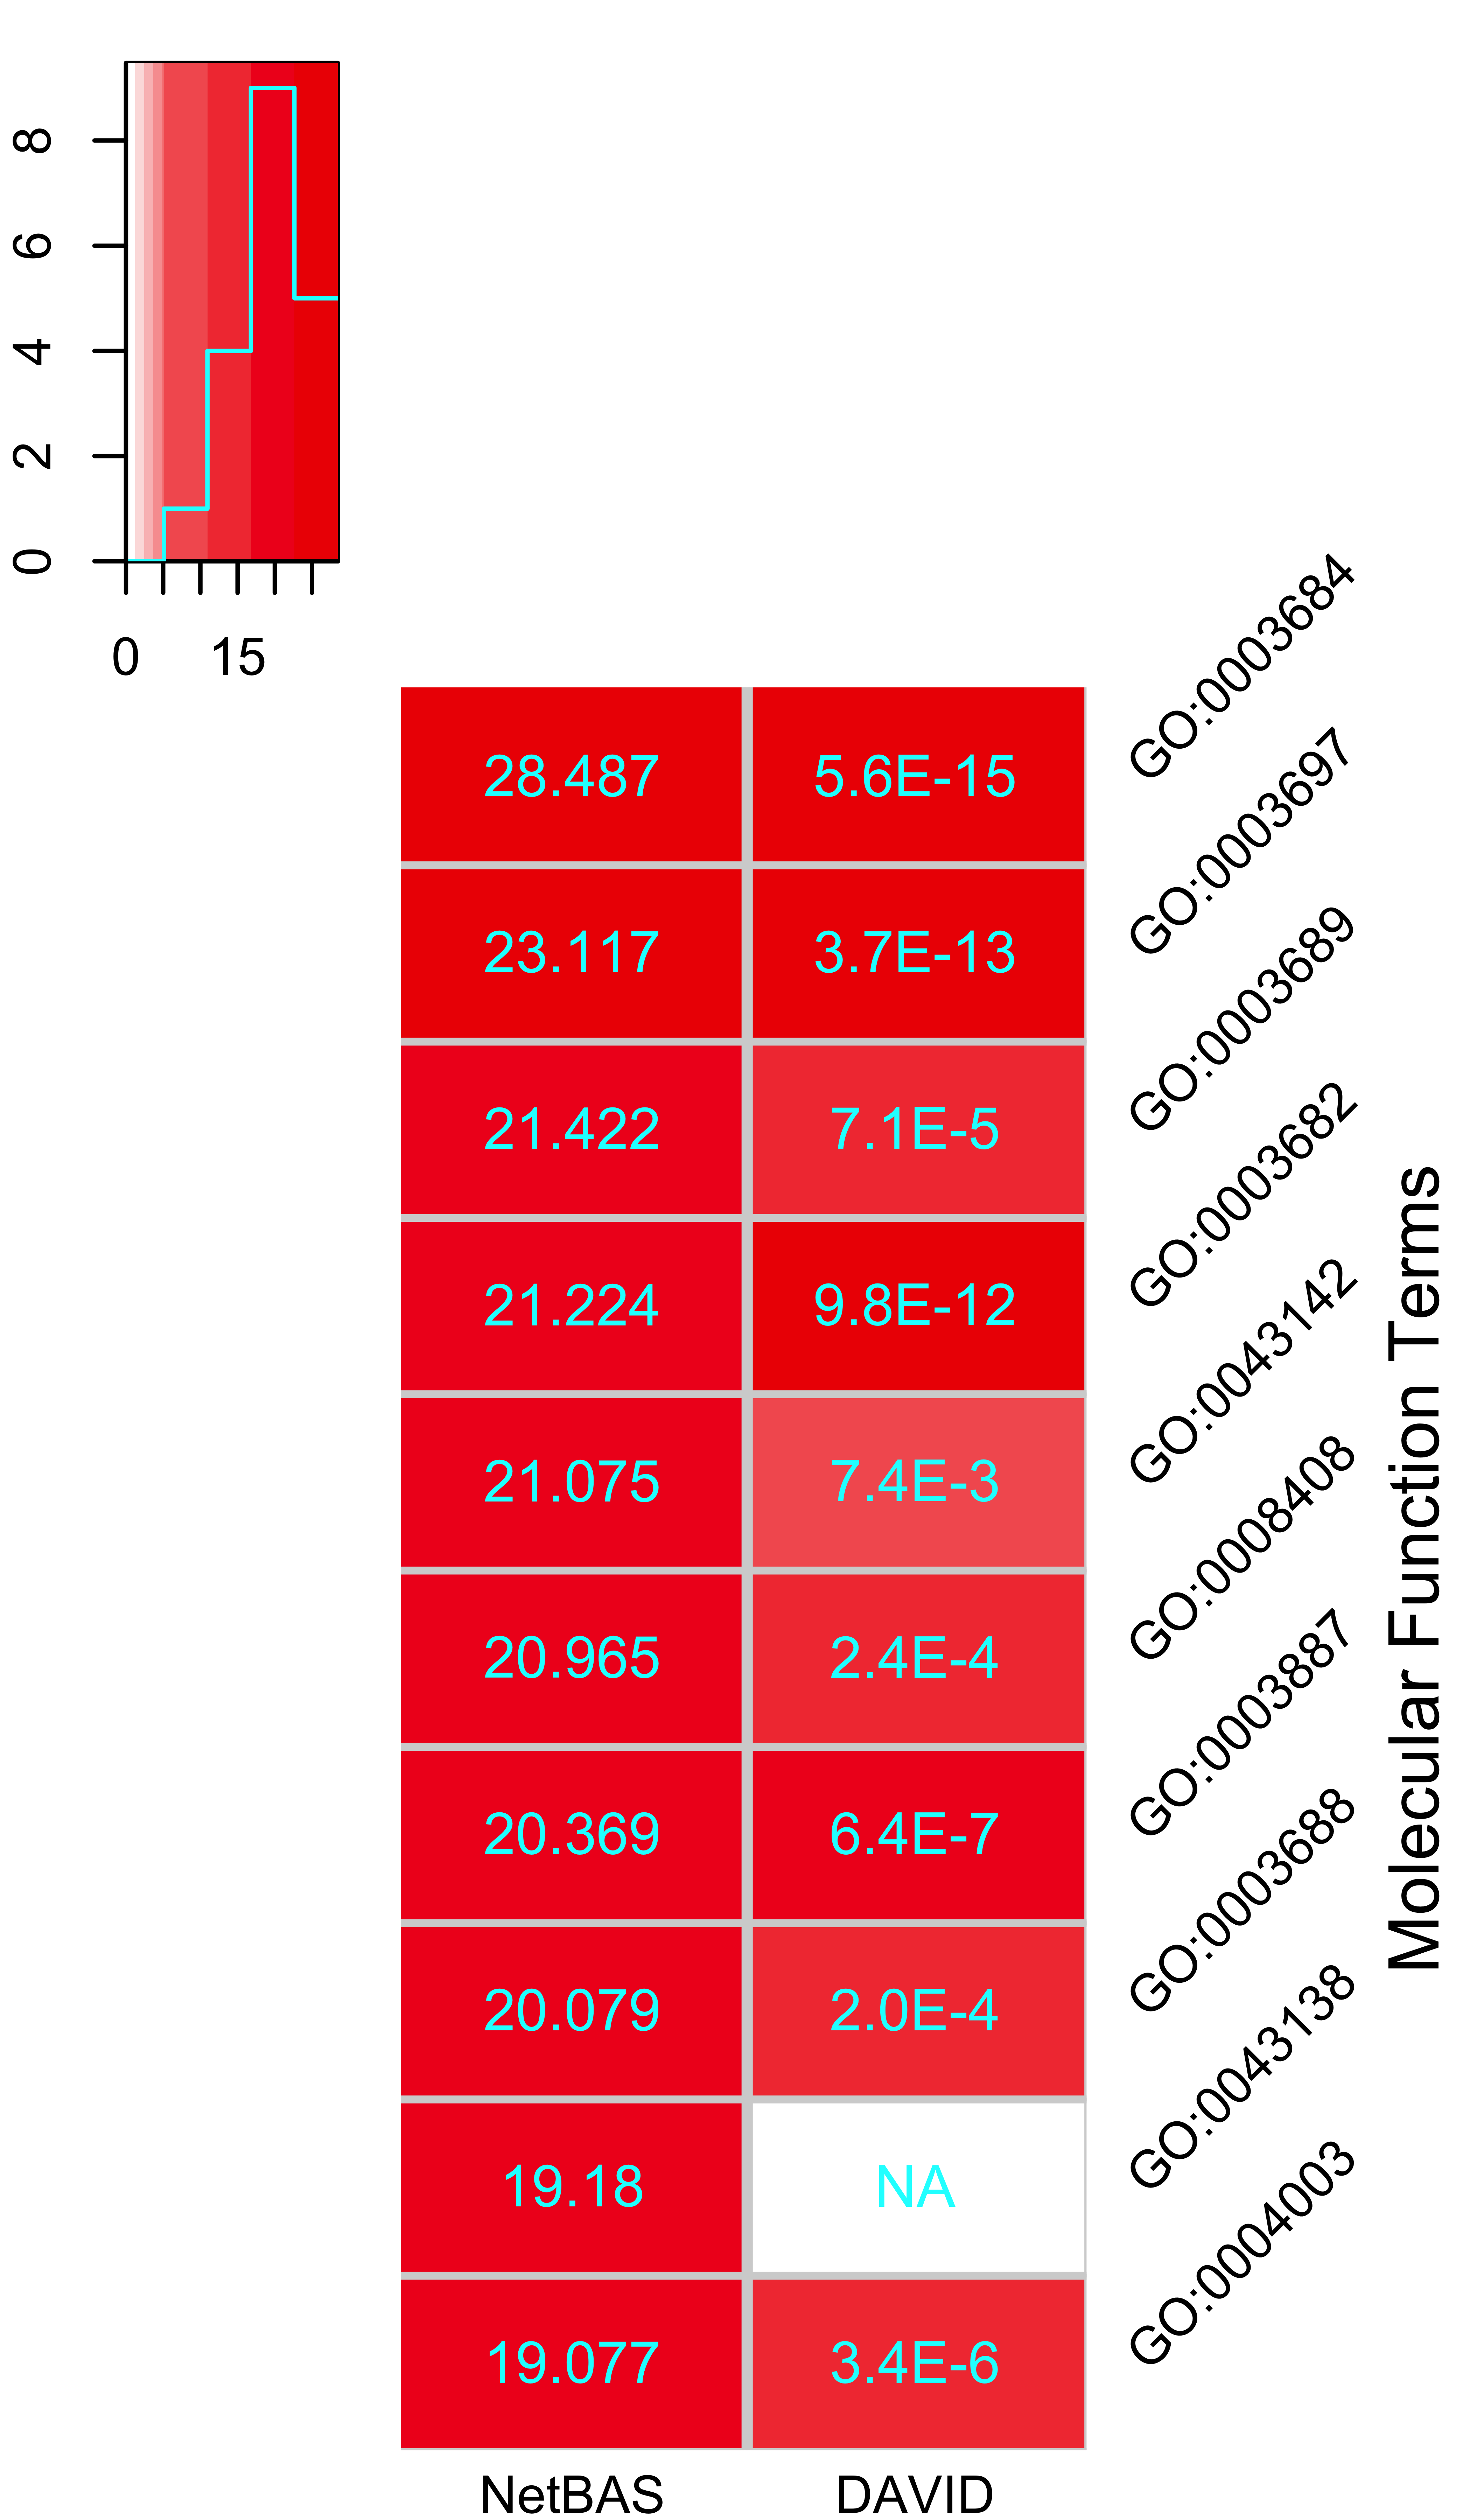 8
6
4
2
0
0 15
28.487 5.6E-15 GO:0003684
23.117 3.7E-13 GO:0003697
21.422 7.1E-5 GO:0003689
21.224 9.8E-12 GO:0003682
21.075 7.4E-3 GO:0043142
20.965 2.4E-4 GO:0008408
20.369 6.4E-7 GO:0003887
20.079 2.0E-4 GO:0003688
19.18 NA GO:0043138
19.077 3.4E-6 GO:0004003
Molecular Function Terms
NetBAS DAVID